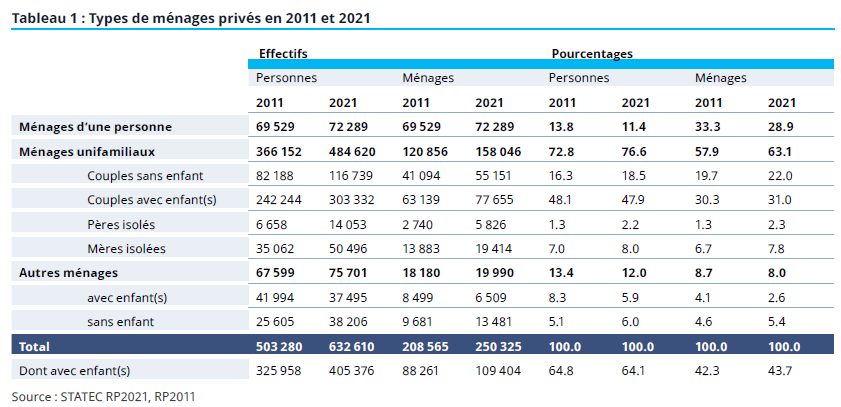 Tableau 1 : Types de ménages privés en 2011 et 2021
Effectifs Pourcentages
Personnes Ménages Personnes Ménages
2011 2021 2011 2021 2011 2021 2011 2021
Ménages d’une personne 69 529 72 289 69 529 72 289 13.8 11.4 33.3 28.9
Ménages unifamiliaux 366 152 484 620 120 856 158 046 72.8 76.6 57.9 63.1
Couples sans enfant 82 188 116 739 41 094 55 151 16.3 18.5 19.7 22.0
Couples avec enfant(s) 242 244 303 332 63 139 77 655 48.1 47.9 30.3 31.0
Pères isolés 6 658 14 053 2 740 5 826 1.3 2.2 1.3 2.3
Mères isolées 35 062 50 496 13 883 19 414 7.0 8.0 6.7 7.8
Autres ménages 67 599 75 701 18 180 19 990 13.4 12.0 8.7 8.0
avec enfant(s) 41 994 37 495 8 499 6 509 8.3 5.9 4.1 2.6
sans enfant 25 605 38 206 9 681 13 481 5.1 6.0 4.6 5.4
Total 503 280 632 610 208 565 250 325 100.0 100.0 100.0 100.0
Dont avec enfant(s) 325 958 405 376 88 261 109 404 64.8 64.1 42.3 43.7
Source : STATEC RP2021, RP2011